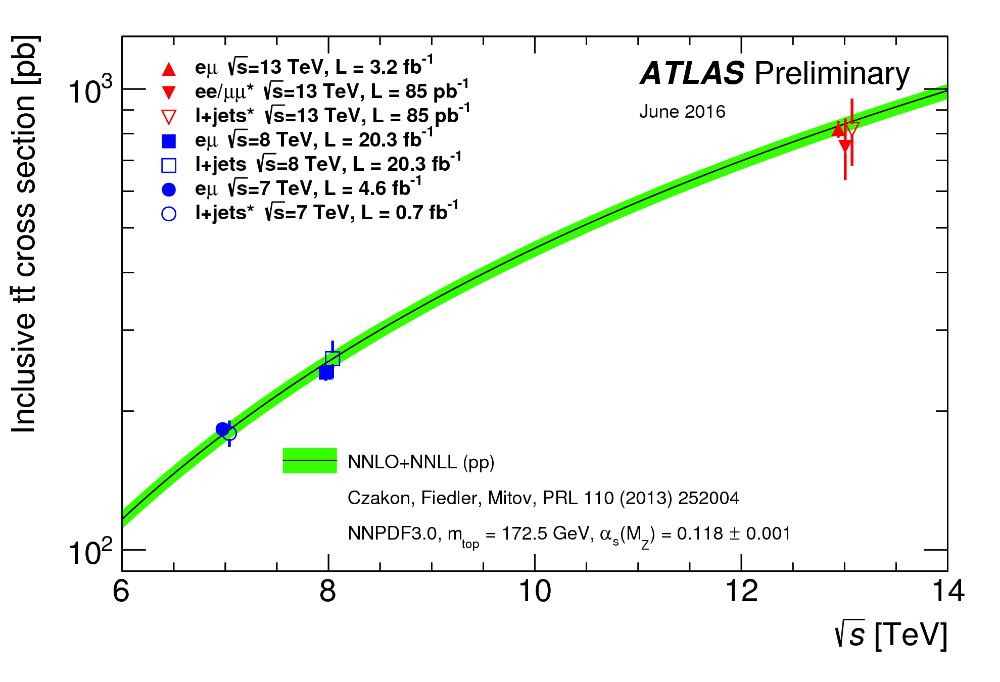 Inclusive tt̄ cross section [pb]
10³
10²
eμ √s=13 TeV, L = 3.2 fb⁻¹
ee/μμ* √s=13 TeV, L = 85 pb⁻¹
l+jets* √s=13 TeV, L = 85 pb⁻¹
eμ √s=8 TeV, L = 20.3 fb⁻¹
l+jets √s=8 TeV, L = 20.3 fb⁻¹
eμ √s=7 TeV, L = 4.6 fb⁻¹
l+jets* √s=7 TeV, L = 0.7 fb⁻¹
ATLAS Preliminary
June 2016
NNLO+NNLL (pp)
Czakon, Fiedler, Mitov, PRL 110 (2013) 252004
NNPDF3.0, m_top = 172.5 GeV, α_s(M_Z) = 0.118 ± 0.001
6 8 10 12 14
√s [TeV]